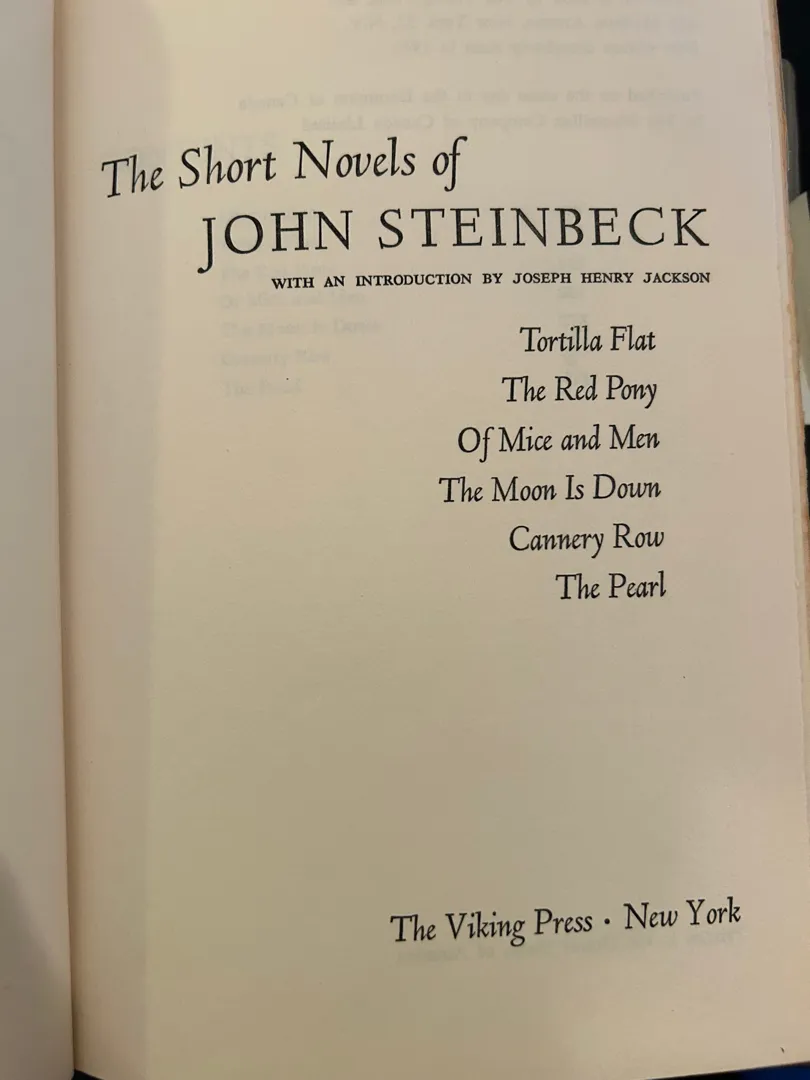 The Short Novels of
JOHN STEINBECK
WITH AN INTRODUCTION BY JOSEPH HENRY JACKSON
Tortilla Flat
The Red Pony
Of Mice and Men
The Moon Is Down
Cannery Row
The Pearl
The Viking Press · New York